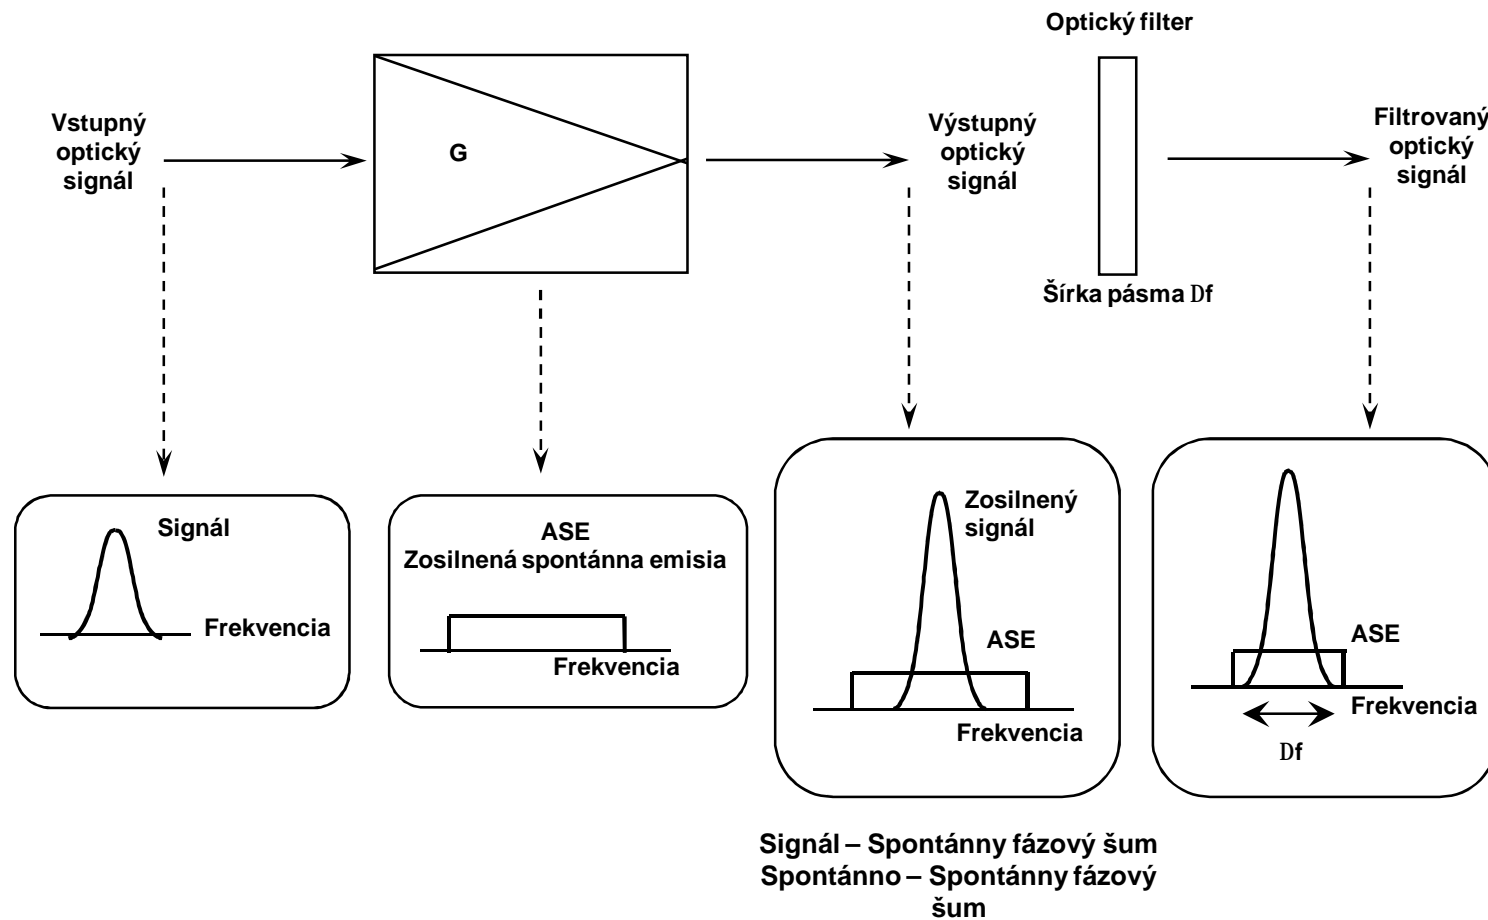 Optický filter
Vstupný
optický
signál
G
Výstupný
optický
signál
Filtrovaný
optický
signál
Šírka pásma Df
Signál
Frekvencia
ASE
Zosilnená spontánna emisia
Frekvencia
Zosilnený
signál
ASE
Frekvencia
ASE
Frekvencia
Df
Signál – Spontánny fázový šum
Spontánno – Spontánny fázový
šum